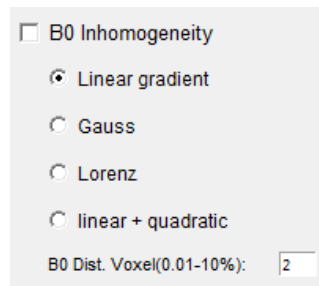 B0 Inhomogeneity
Linear gradient
Gauss
Lorenz
linear + quadratic
B0 Dist. Voxel(0.01-10%): 2